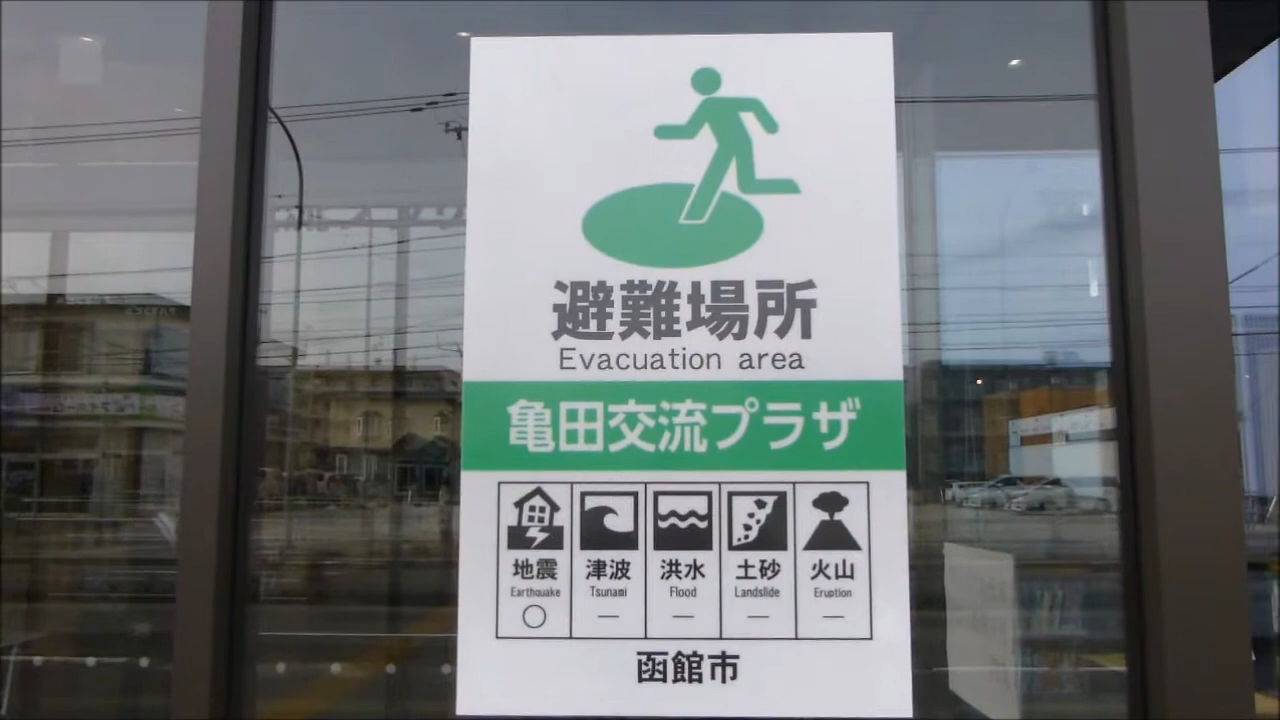 避難場所
Evacuation area
亀田交流プラザ
地震 津波 洪水 土砂 火山
Earthquake Tsunami Flood Landslide Eruption
○ － － － －
函館市